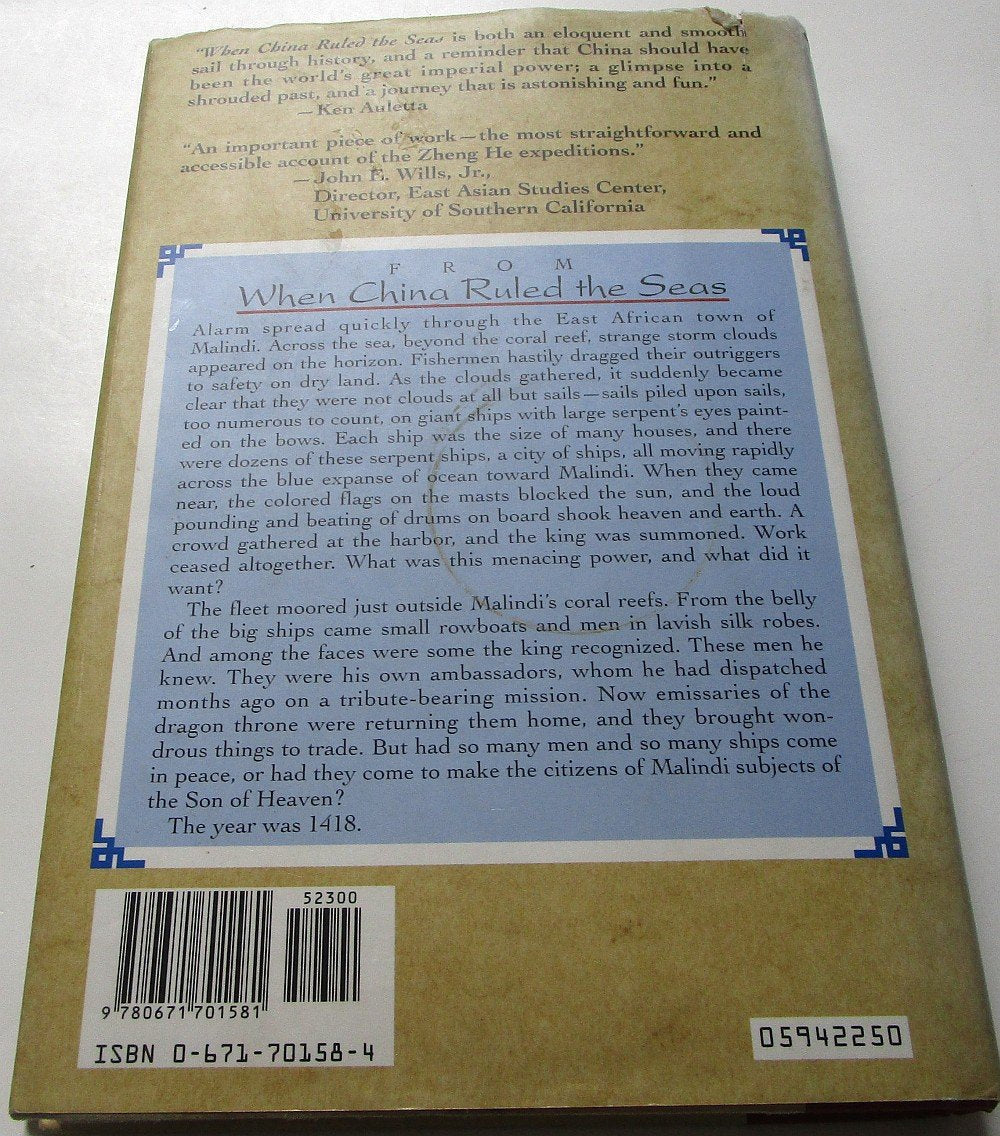 "When China Ruled the Seas is both an eloquent and smooth
sail through history, and a reminder that China should have
been the world's great imperial power; a glimpse into a
shrouded past, and a journey that is astonishing and fun."
—Ken Auletta
"An important piece of work—the most straightforward and
accessible account of the Zheng He expeditions."
—John E. Wills, Jr.,
Director, East Asian Studies Center,
University of Southern California
FROM
When China Ruled the Seas
Alarm spread quickly through the East African town of
Malindi. Across the sea, beyond the coral reef, strange storm clouds
appeared on the horizon. Fishermen hastily dragged their outriggers
to safety on dry land. As the clouds gathered, it suddenly became
clear that they were not clouds at all but sails—sails piled upon sails,
too numerous to count, on giant ships with large serpent's eyes paint-
ed on the bows. Each ship was the size of many houses, and there
were dozens of these serpent ships, a city of ships, all moving rapidly
across the blue expanse of ocean toward Malindi. When they came
near, the colored flags on the masts blocked the sun, and the loud
pounding and beating of drums on board shook heaven and earth. A
crowd gathered at the harbor, and the king was summoned. Work
ceased altogether. What was this menacing power, and what did it
want?
The fleet moored just outside Malindi's coral reefs. From the belly
of the big ships came small rowboats and men in lavish silk robes.
And among the faces were some the king recognized. These men he
knew. They were his own ambassadors, whom he had dispatched
months ago on a tribute-bearing mission. Now emissaries of the
dragon throne were returning them home, and they brought won-
drous things to trade. But had so many men and so many ships come
in peace, or had they come to make the citizens of Malindi subjects of
the Son of Heaven?
The year was 1418.
52300
9 780671 701581
ISBN 0-671-70158-4
05942250